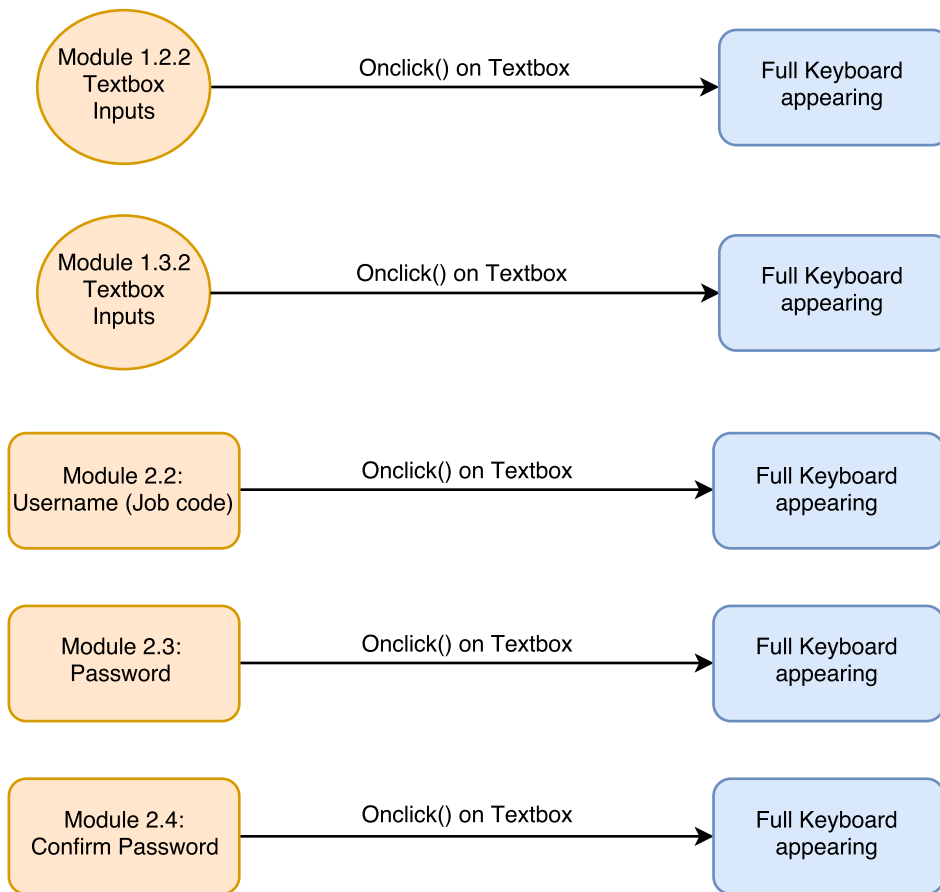 Module 1.2.2
Textbox
Inputs
Onclick() on Textbox
Full Keyboard
appearing
Module 1.3.2
Textbox
Inputs
Onclick() on Textbox
Full Keyboard
appearing
Module 2.2:
Username (Job code)
Onclick() on Textbox
Full Keyboard
appearing
Module 2.3:
Password
Onclick() on Textbox
Full Keyboard
appearing
Module 2.4:
Confirm Password
Onclick() on Textbox
Full Keyboard
appearing